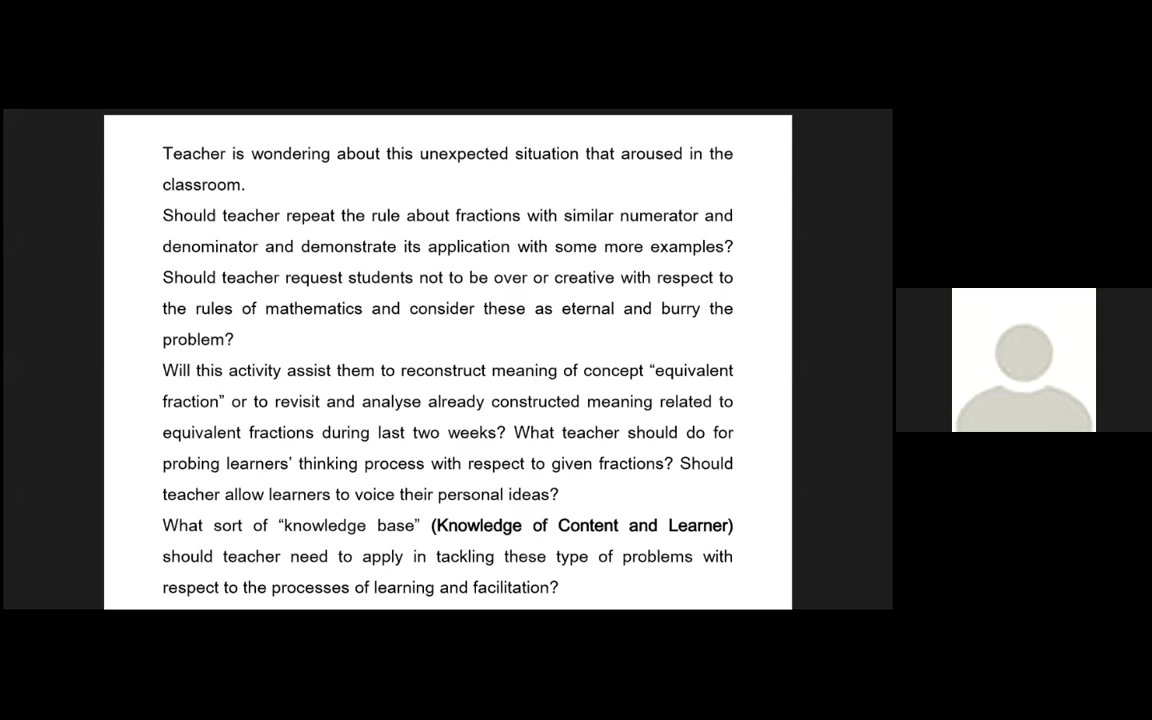 Teacher is wondering about this unexpected situation that aroused in the
classroom.
Should teacher repeat the rule about fractions with similar numerator and
denominator and demonstrate its application with some more examples?
Should teacher request students not to be over or creative with respect to
the rules of mathematics and consider these as eternal and burry the
problem?
Will this activity assist them to reconstruct meaning of concept “equivalent
fraction” or to revisit and analyse already constructed meaning related to
equivalent fractions during last two weeks? What teacher should do for
probing learners’ thinking process with respect to given fractions? Should
teacher allow learners to voice their personal ideas?
What sort of “knowledge base” (Knowledge of Content and Learner)
should teacher need to apply in tackling these type of problems with
respect to the processes of learning and facilitation?